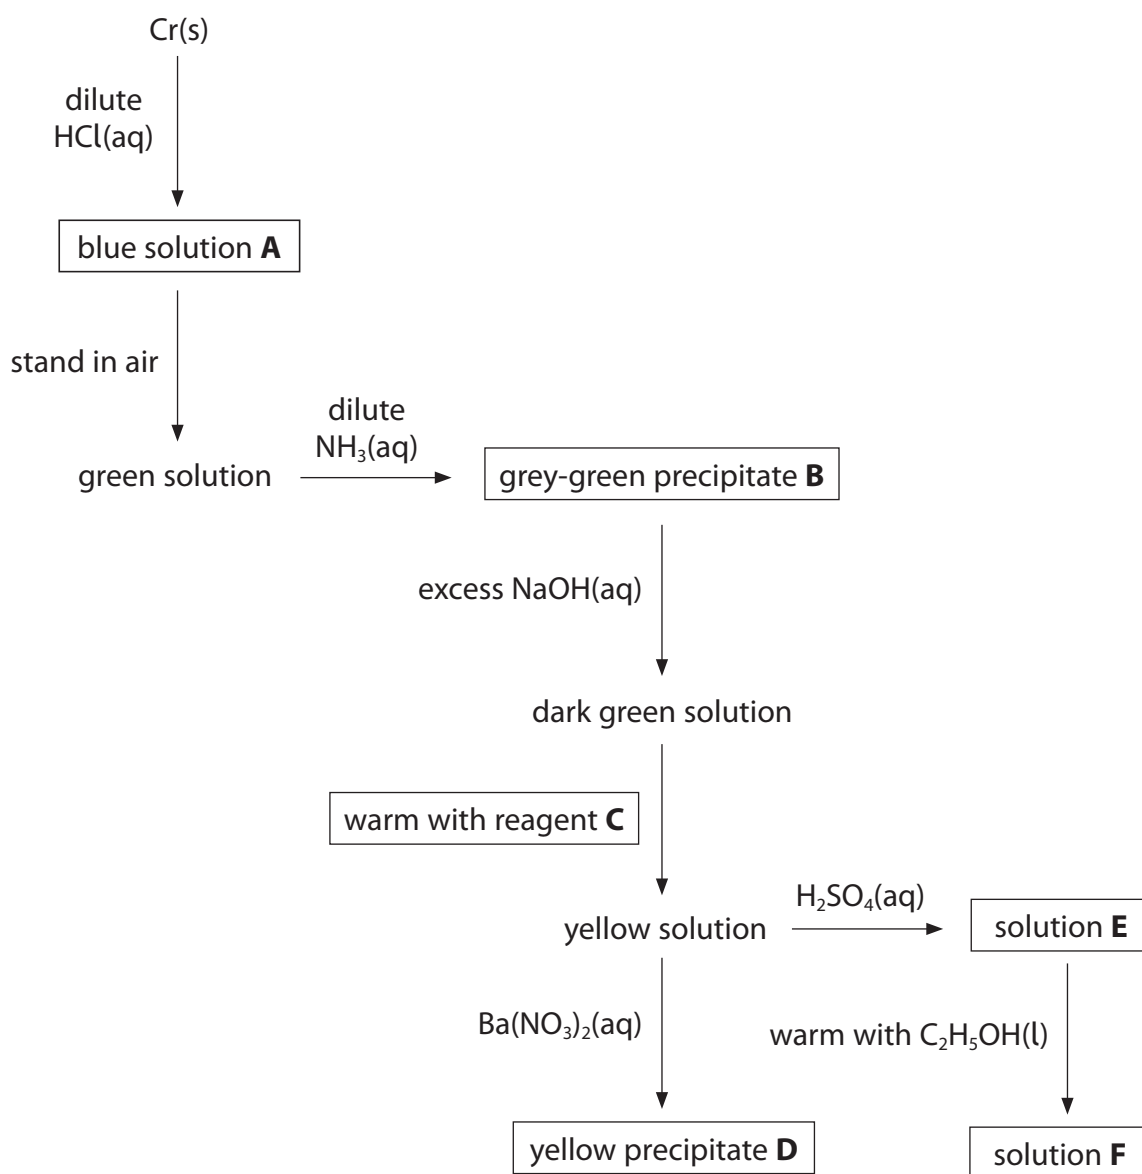 Cr(s)
dilute
HCl(aq)
blue solution A
stand in air
green solution
dilute
NH₃(aq)
grey-green precipitate B
excess NaOH(aq)
dark green solution
warm with reagent C
yellow solution
H₂SO₄(aq)
solution E
Ba(NO₃)₂(aq)
warm with C₂H₅OH(l)
yellow precipitate D
solution F